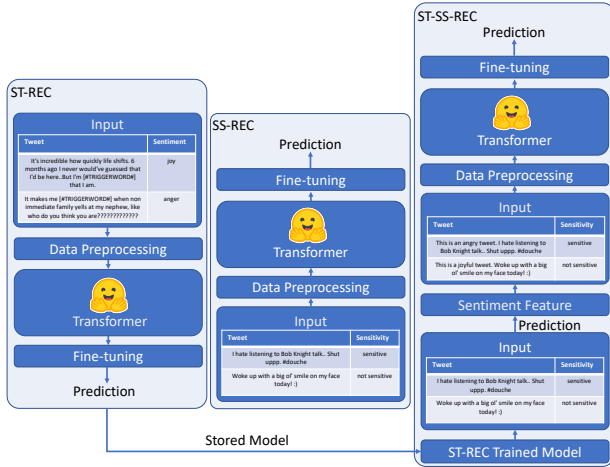 ST-REC
Input
Tweet Sentiment
It's incredible how quickly life shifts. 6 joy
months ago I never would've guessed that
I'd be here..But I'm [#TRIGGERWORD#]
that I am.
It makes me [#TRIGGERWORD#] when non anger
immediate family yells at my nephew, like
who do you think you are?????????????
Data Preprocessing
Transformer
Fine-tuning
Prediction
Stored Model
SS-REC
Prediction
Fine-tuning
Transformer
Data Preprocessing
Input
Tweet Sensitivity
I hate listening to Bob Knight talk.. Shut sensitive
uppp. #douche
Woke up with a big ol' smile on my face not sensitive
today! :)
ST-SS-REC
Prediction
Fine-tuning
Transformer
Data Preprocessing
Input
Tweet Sensitivity
This is an angry tweet. I hate listening to sensitive
Bob Knight talk.. Shut uppp. #douche
This is a joyful tweet. Woke up with a big not sensitive
ol' smile on my face today! :)
Sentiment Feature
Prediction
Input
Tweet Sensitivity
I hate listening to Bob Knight talk.. Shut sensitive
uppp. #douche
Woke up with a big ol' smile on my face not sensitive
today! :)
ST-REC Trained Model